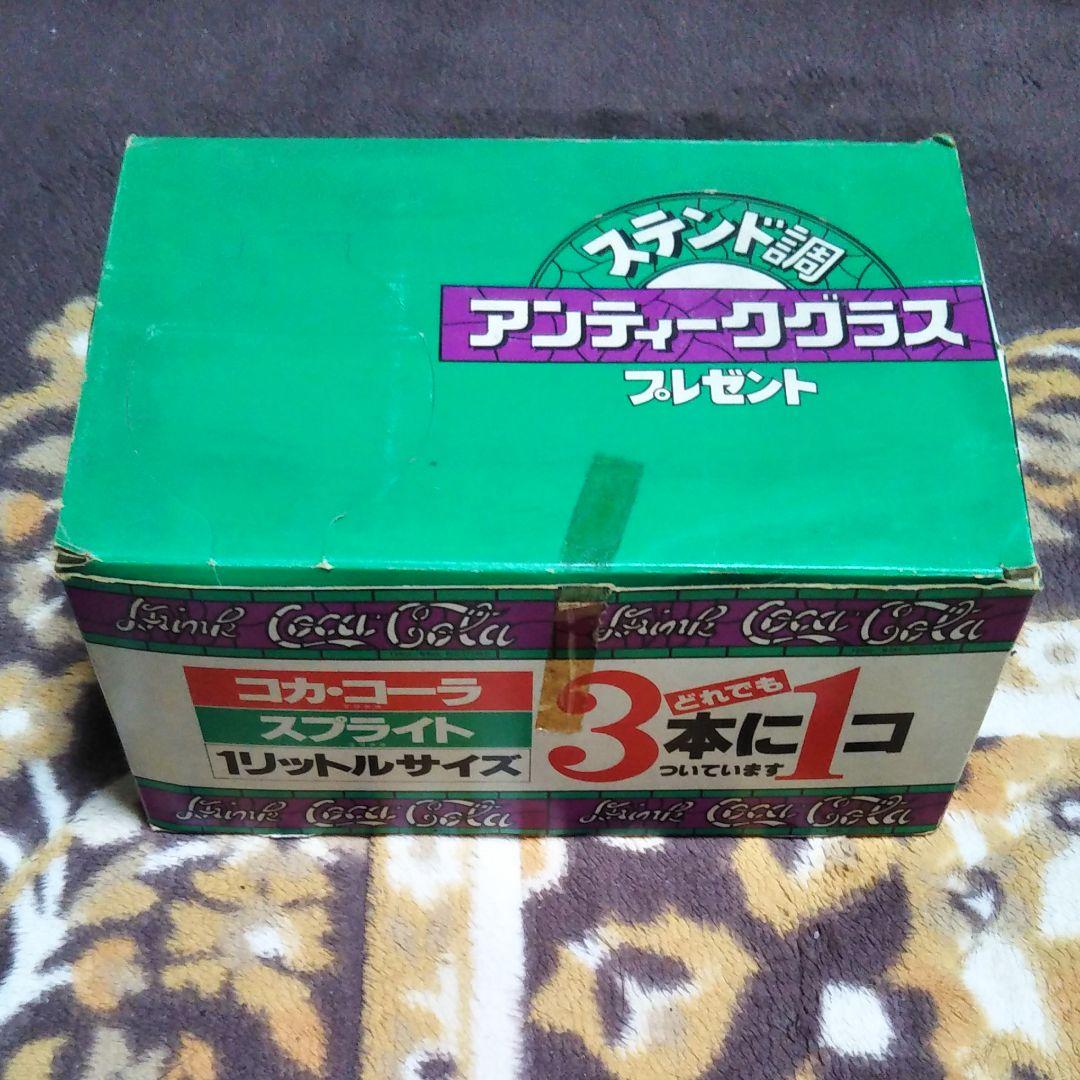 ステンド調
アンティークグラス
プレゼント
Drink Coca-Cola Drink Coca-Cola
コカ・コーラ
スプライト
1リットルサイズ
どれでも
3本に1コ
ついています
Drink Coca-Cola Drink Coca-Cola